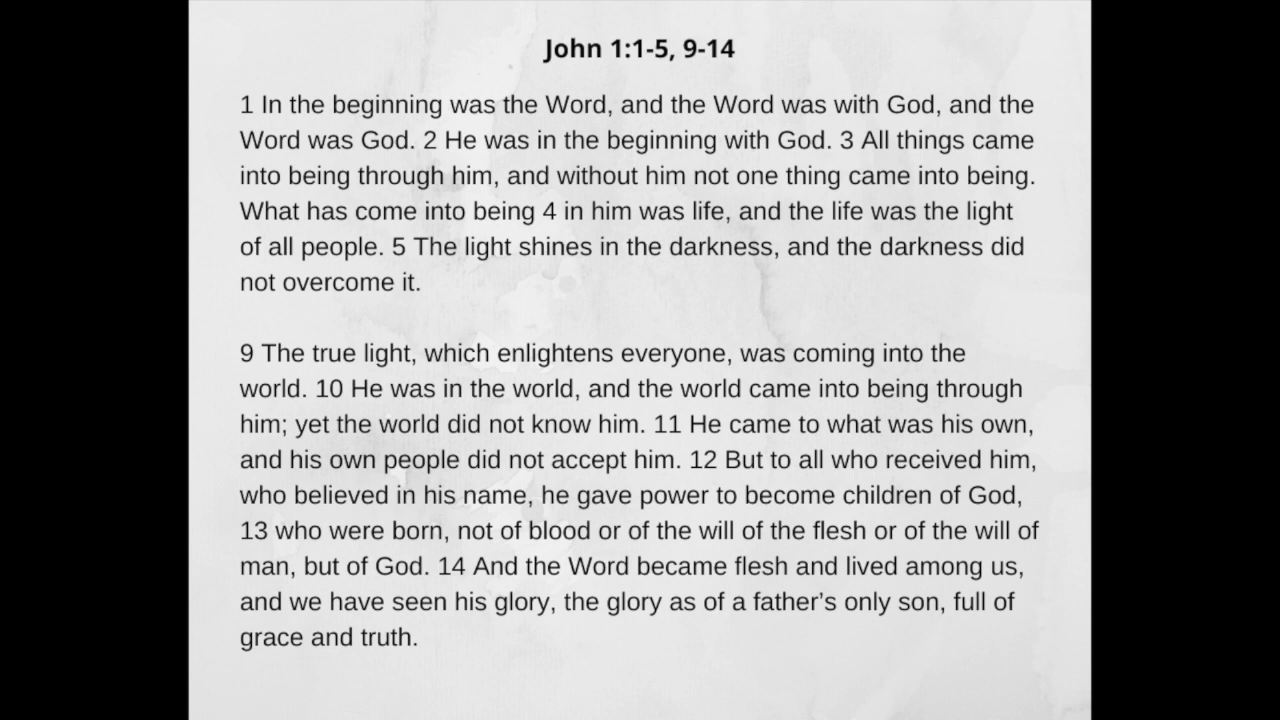 John 1:1-5, 9-14
1 In the beginning was the Word, and the Word was with God, and the
Word was God. 2 He was in the beginning with God. 3 All things came
into being through him, and without him not one thing came into being.
What has come into being 4 in him was life, and the life was the light
of all people. 5 The light shines in the darkness, and the darkness did
not overcome it.
9 The true light, which enlightens everyone, was coming into the
world. 10 He was in the world, and the world came into being through
him; yet the world did not know him. 11 He came to what was his own,
and his own people did not accept him. 12 But to all who received him,
who believed in his name, he gave power to become children of God,
13 who were born, not of blood or of the will of the flesh or of the will of
man, but of God. 14 And the Word became flesh and lived among us,
and we have seen his glory, the glory as of a father’s only son, full of
grace and truth.